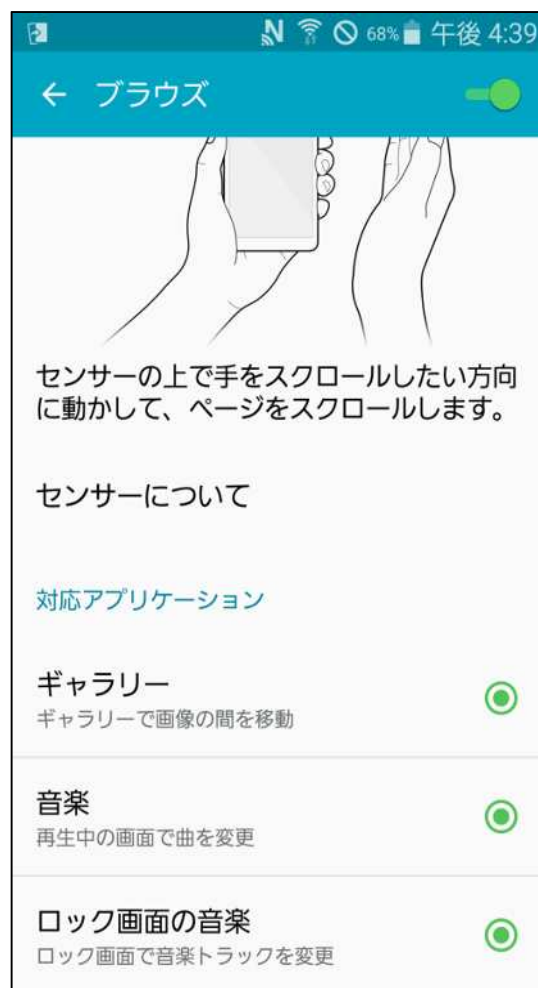 68% 午後 4:39
ブラウズ
センサーの上で手をスクロールしたい方向
に動かして、ページをスクロールします。
センサーについて
対応アプリケーション
ギャラリー
ギャラリーで画像の間を移動
音楽
再生中の画面で曲を変更
ロック画面の音楽
ロック画面で音楽トラックを変更